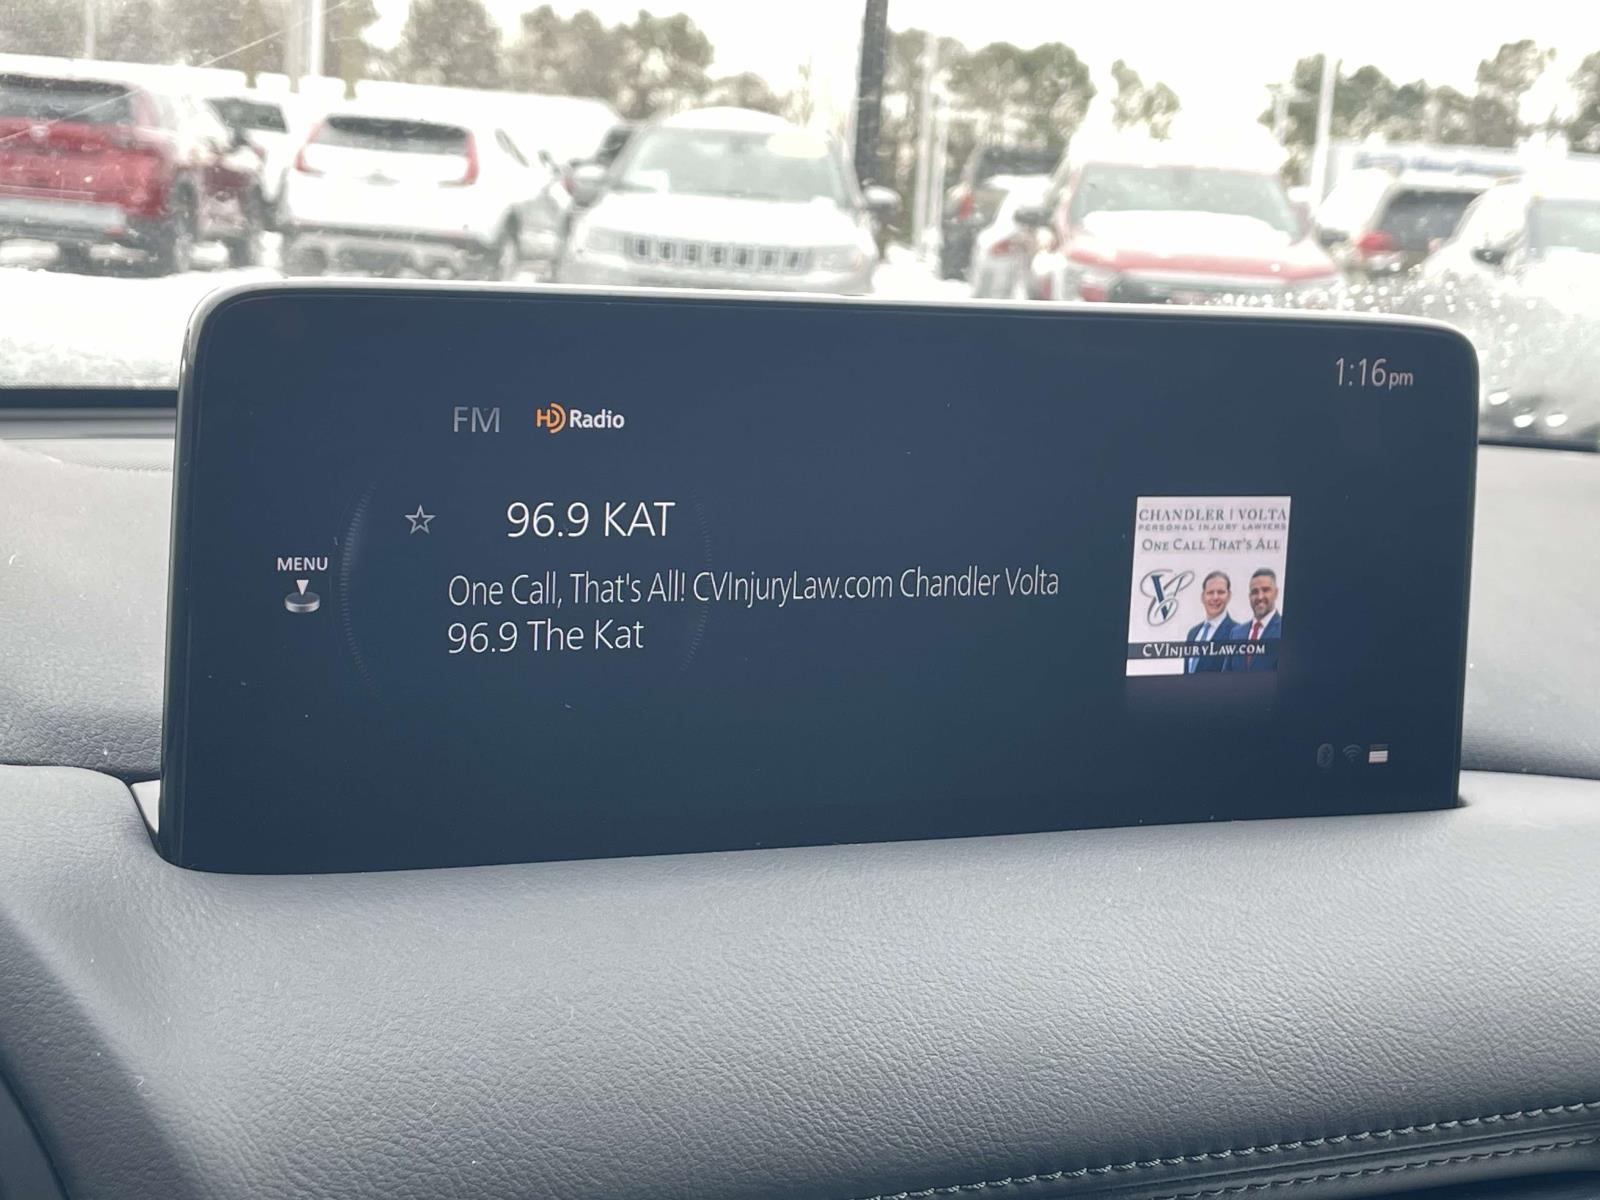 1:16pm
FM HD Radio
96.9 KAT
MENU
One Call, That's All! CVInjuryLaw.com Chandler Volta
96.9 The Kat
CHANDLER | VOLTA
PERSONAL INJURY LAWYERS
ONE CALL THAT'S ALL
CV
CVINJURYLAW.COM